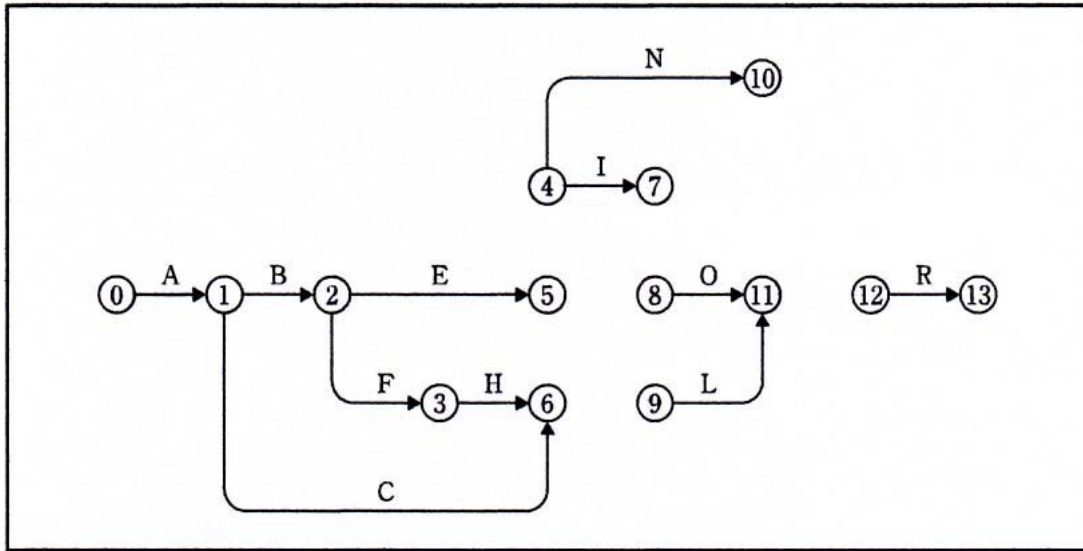 N
⑩
I
④ ⑦
A B E O R
⓪ ① ② ⑤ ⑧ ⑪ ⑫ ⑬
F H L
③ ⑥ ⑨
C